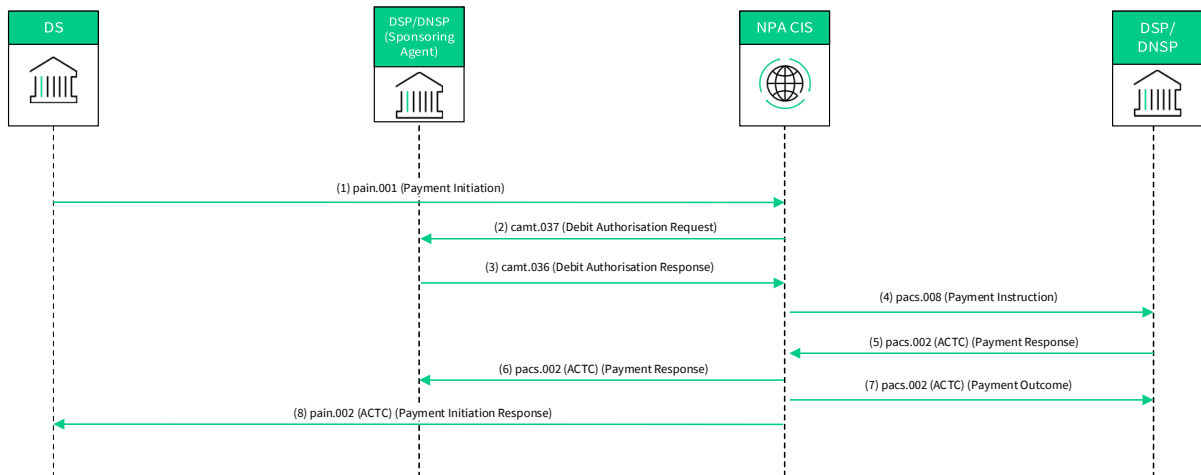 DS
DSP/DNSP
(Sponsoring
Agent)
NPA CIS
DSP/
DNSP
(1) pain.001 (Payment Initiation)
(2) camt.037 (Debit Authorisation Request)
(3) camt.036 (Debit Authorisation Response)
(4) pacs.008 (Payment Instruction)
(5) pacs.002 (ACTC) (Payment Response)
(6) pacs.002 (ACTC) (Payment Response)
(7) pacs.002 (ACTC) (Payment Outcome)
(8) pain.002 (ACTC) (Payment Initiation Response)